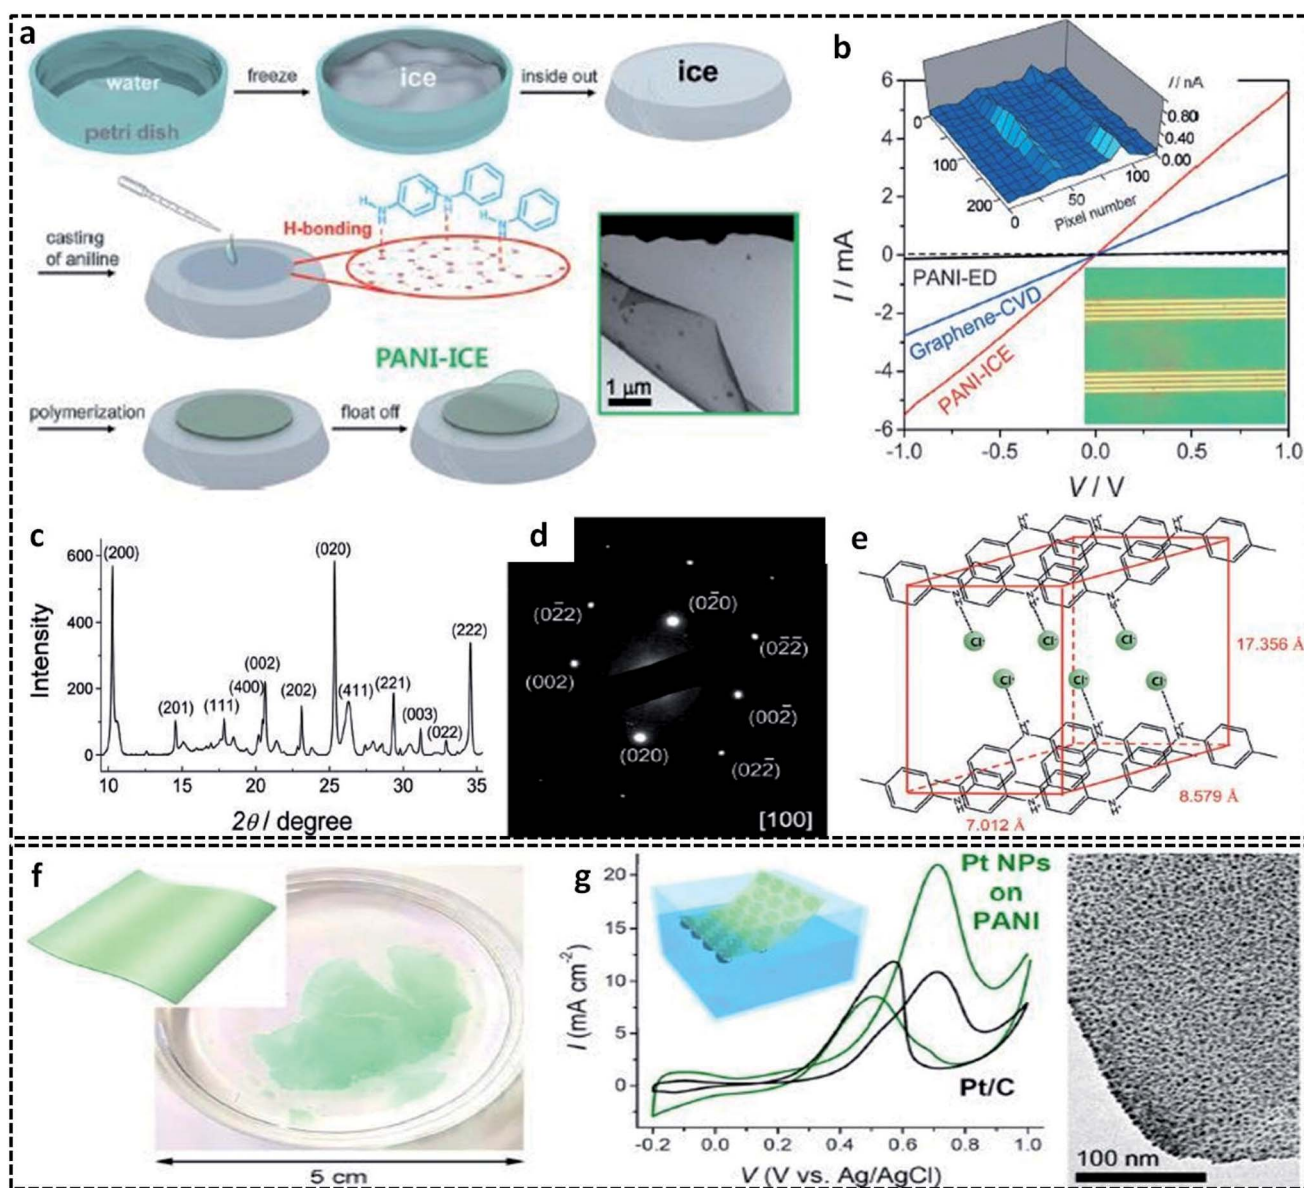 a
water
petri dish
freeze
ice
inside out
ice
casting
of aniline
H-bonding
H
N
N
H
N
PANI-ICE
1 μm
polymerization
float off
b
I / mA
6
4
2
0
-2
-4
-6
-1.0
-0.5
0.0
0.5
1.0
V / V
PANI-ED
Graphene-CVD
PANI-ICE
I / nA
0.80
0.40
0.00
0
100
200
0
50
100
Pixel number
c
Intensity
600
400
200
0
(200)
(201)
(111)
(400)
(002)
(202)
(020)
(411)
(221)
(003)
(022)
(222)
10
15
20
25
30
35
2θ / degree
d
(02̅2)
(02̅0)
(02̅2̅)
(002)
(002̅)
(020)
(022̅)
[100]
e
Cl⁻
Cl⁻
Cl⁻
Cl⁻
Cl⁻
Cl⁻
17.356 Å
8.579 Å
7.012 Å
f
5 cm
g
I (mA cm⁻²)
20
15
10
5
0
-0.2
0.0
0.2
0.4
0.6
0.8
1.0
V (V vs. Ag/AgCl)
Pt NPs
on
PANI
Pt/C
100 nm